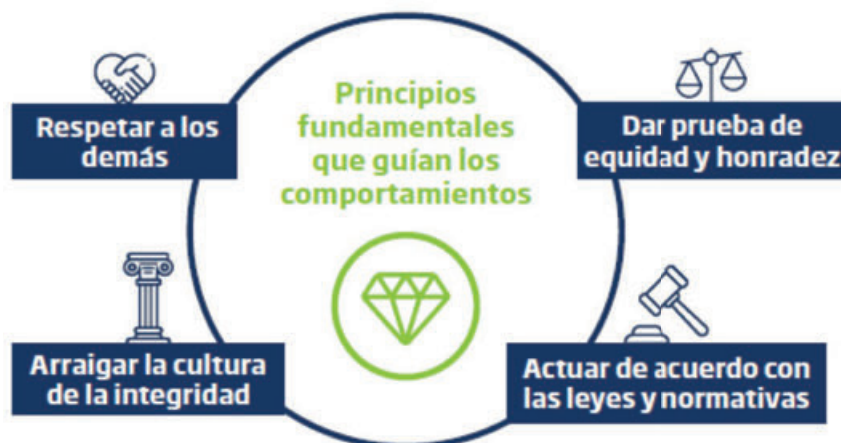 Principios
fundamentales
que guían los
comportamientos
Respetar a los
demás
Dar prueba de
equidad y honradez
Arraigar la cultura
de la integridad
Actuar de acuerdo con
las leyes y normativas